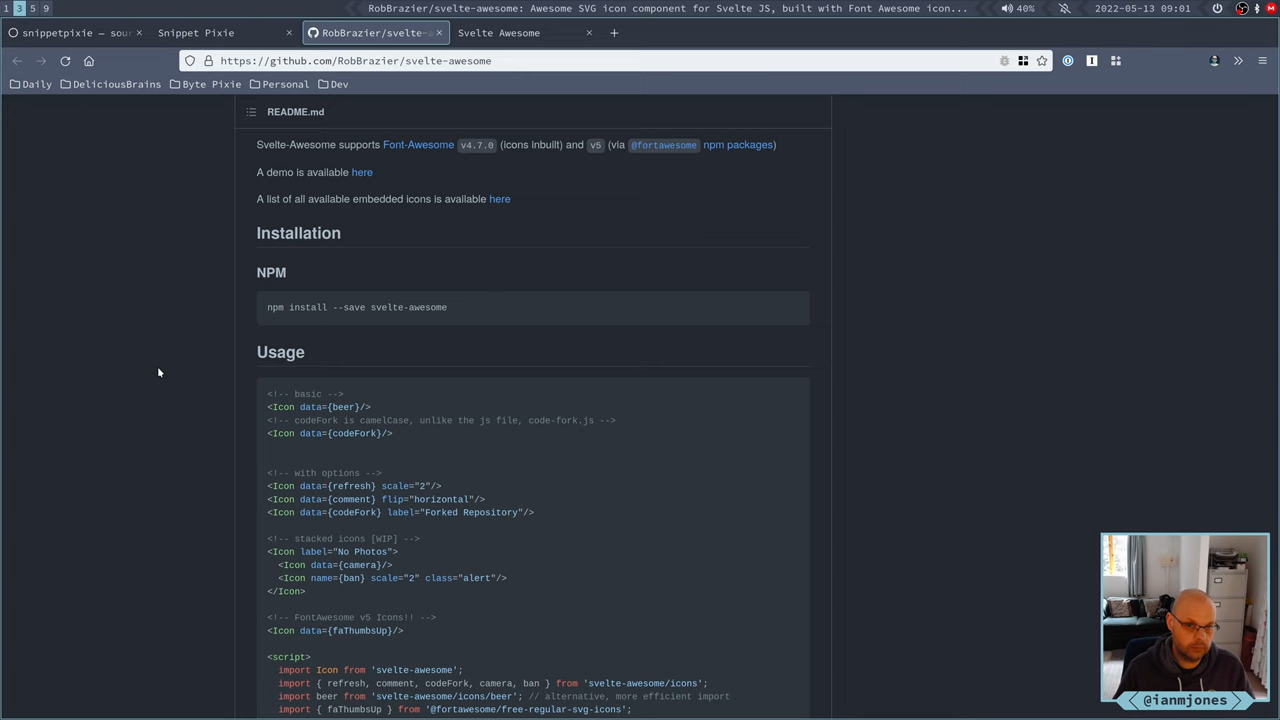 1 3 5 9
RobBrazier/svelte-awesome: Awesome SVG icon component for Svelte JS, built with Font Awesome icon...
40%
2022-05-13 09:01
snippetpixie — sour
Snippet Pixie
RobBrazier/svelte-a
Svelte Awesome
https://github.com/RobBrazier/svelte-awesome
Daily
DeliciousBrains
Byte Pixie
Personal
Dev
README.md
Svelte-Awesome supports Font-Awesome v4.7.0 (icons inbuilt) and v5 (via @fortawesome npm packages)
A demo is available here
A list of all available embedded icons is available here
Installation
NPM
npm install --save svelte-awesome
Usage
<!-- basic -->
<Icon data={beer}/>
<!-- codeFork is camelCase, unlike the js file, code-fork.js -->
<Icon data={codeFork}/>
<!-- with options -->
<Icon data={refresh} scale="2"/>
<Icon data={comment} flip="horizontal"/>
<Icon data={codeFork} label="Forked Repository"/>
<!-- stacked icons [WIP] -->
<Icon label="No Photos">
<Icon data={camera}/>
<Icon name={ban} scale="2" class="alert"/>
</Icon>
<!-- FontAwesome v5 Icons!! -->
<Icon data={faThumbsUp}/>
<script>
import Icon from 'svelte-awesome';
import { refresh, comment, codeFork, camera, ban } from 'svelte-awesome/icons';
import beer from 'svelte-awesome/icons/beer'; // alternative, more efficient import
import { faThumbsUp } from '@fortawesome/free-regular-svg-icons';
@ianmjones